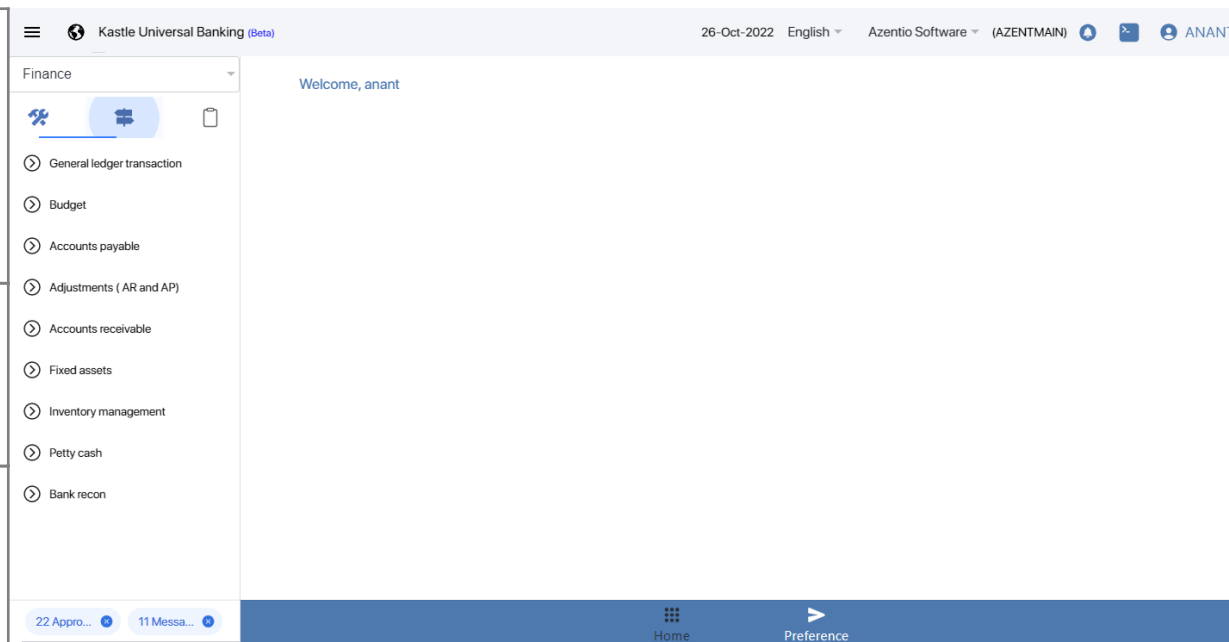 Kastle Universal Banking (Beta)
26-Oct-2022 English Azentio Software (AZENTMAIN) ANANT
Finance
Welcome, anant
General ledger transaction
Budget
Accounts payable
Adjustments ( AR and AP)
Accounts receivable
Fixed assets
Inventory management
Petty cash
Bank recon
22 Appro... 11 Messa...
Home Preference